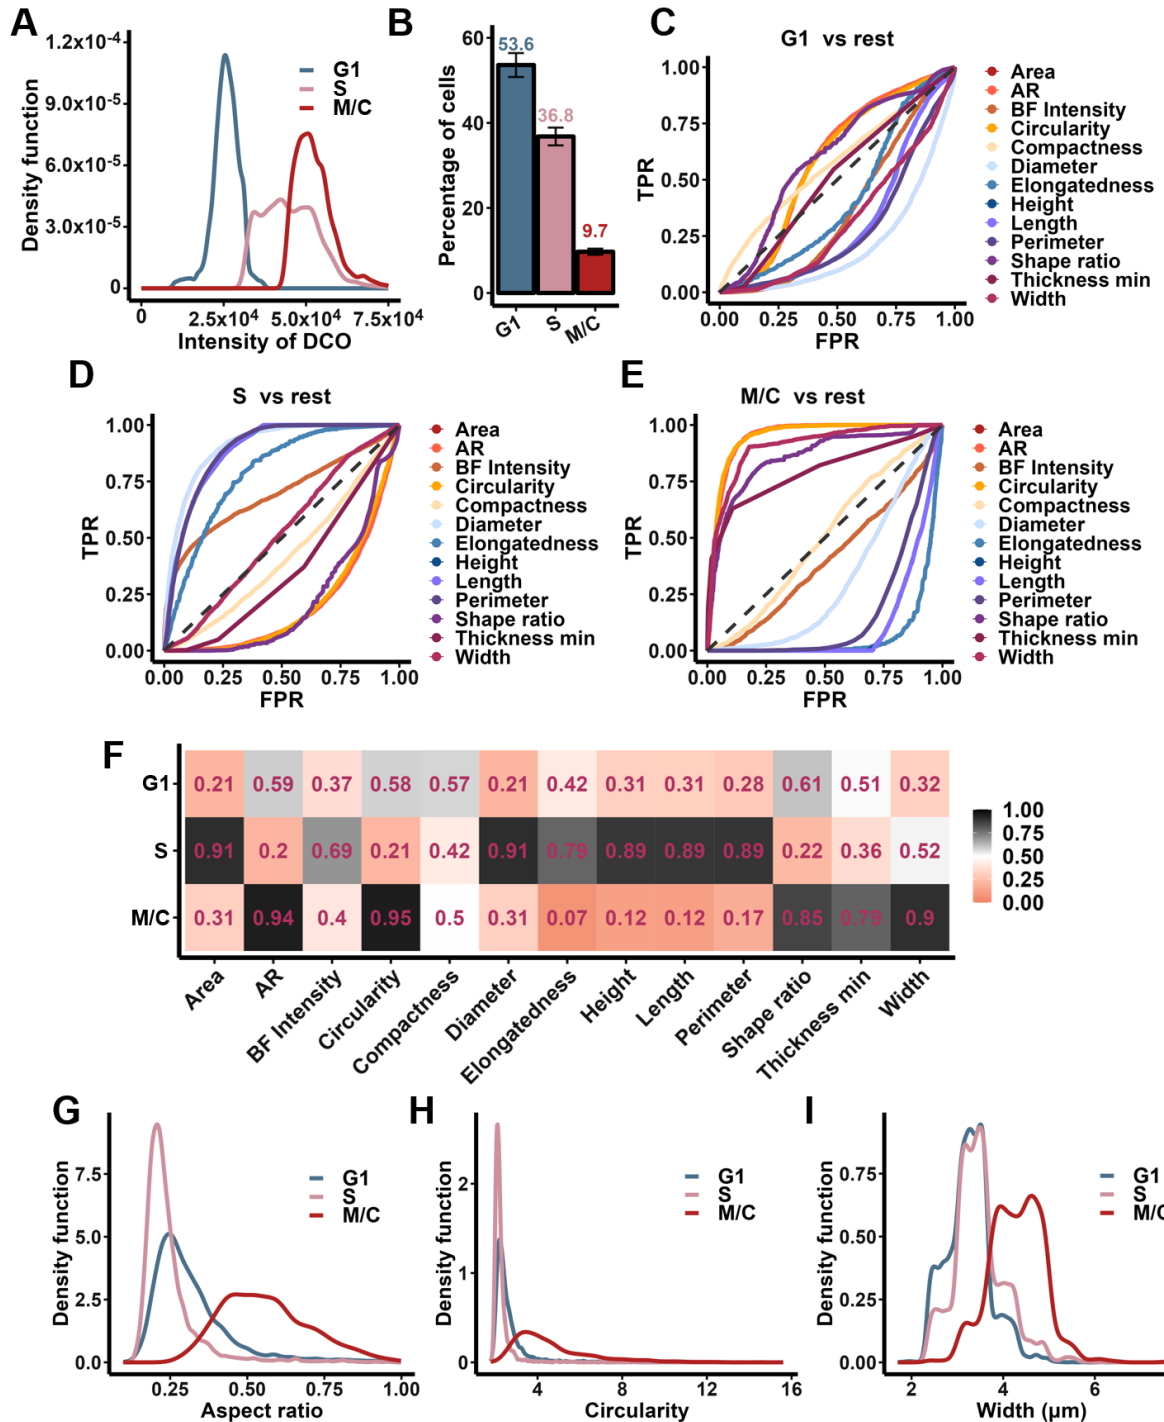 A
1.2x10⁻⁴
9.0x10⁻⁵
6.0x10⁻⁵
3.0x10⁻⁵
0
Density function
G1
S
M/C
0
2.5x10⁴
5.0x10⁴
7.5x10⁴
Intensity of DCO
B
60
40
20
0
Percentage of cells
53.6
36.8
9.7
G1
S
M/C
C
G1 vs rest
1.00
0.75
0.50
0.25
0.00
TPR
0.00
0.25
0.50
0.75
1.00
FPR
Area
AR
BF Intensity
Circularity
Compactness
Diameter
Elongatedness
Height
Length
Perimeter
Shape ratio
Thickness min
Width
D
S vs rest
1.00
0.75
0.50
0.25
0.00
TPR
0.00
0.25
0.50
0.75
1.00
FPR
Area
AR
BF Intensity
Circularity
Compactness
Diameter
Elongatedness
Height
Length
Perimeter
Shape ratio
Thickness min
Width
E
M/C vs rest
1.00
0.75
0.50
0.25
0.00
TPR
0.00
0.25
0.50
0.75
1.00
FPR
Area
AR
BF Intensity
Circularity
Compactness
Diameter
Elongatedness
Height
Length
Perimeter
Shape ratio
Thickness min
Width
F
G1 0.21 0.59 0.37 0.58 0.57 0.21 0.42 0.31 0.31 0.28 0.61 0.51 0.32
S 0.91 0.2 0.69 0.21 0.42 0.91 0.79 0.89 0.89 0.89 0.22 0.36 0.52
M/C 0.31 0.94 0.4 0.95 0.5 0.31 0.07 0.12 0.12 0.17 0.85 0.79 0.9
Area
AR
BF Intensity
Circularity
Compactness
Diameter
Elongatedness
Height
Length
Perimeter
Shape ratio
Thickness min
Width
1.00
0.75
0.50
0.25
0.00
G
7.5
5.0
2.5
0.0
Density function
G1
S
M/C
0.25
0.50
0.75
1.00
Aspect ratio
H
2
1
0
Density function
G1
S
M/C
4
8
12
16
Circularity
I
0.75
0.50
0.25
0.00
Density function
G1
S
M/C
2
4
6
Width (µm)